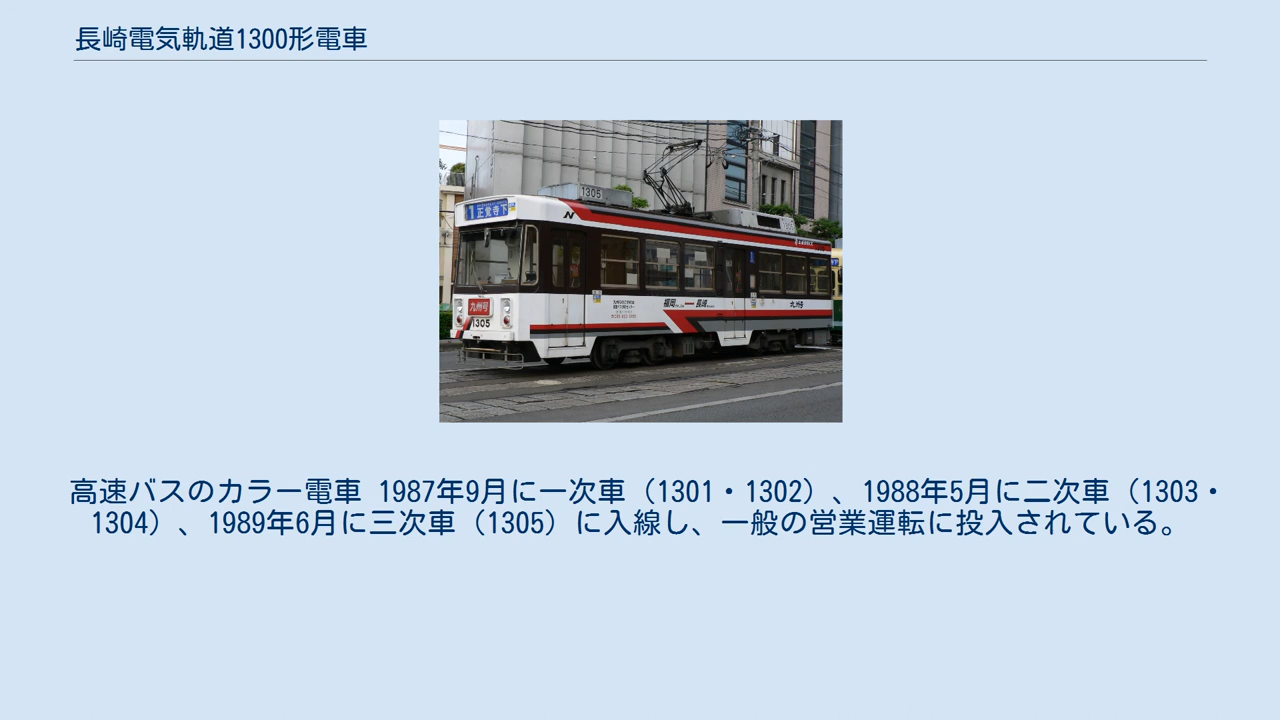 長崎電気軌道1300形電車
1305
1 正覚寺下
N
九州号
1305
福岡 ー 長崎
九州号
高速バスのカラー電車 1987年9月に一次車（1301・1302）、1988年5月に二次車（1303・
1304）、1989年6月に三次車（1305）に入線し、一般の営業運転に投入されている。